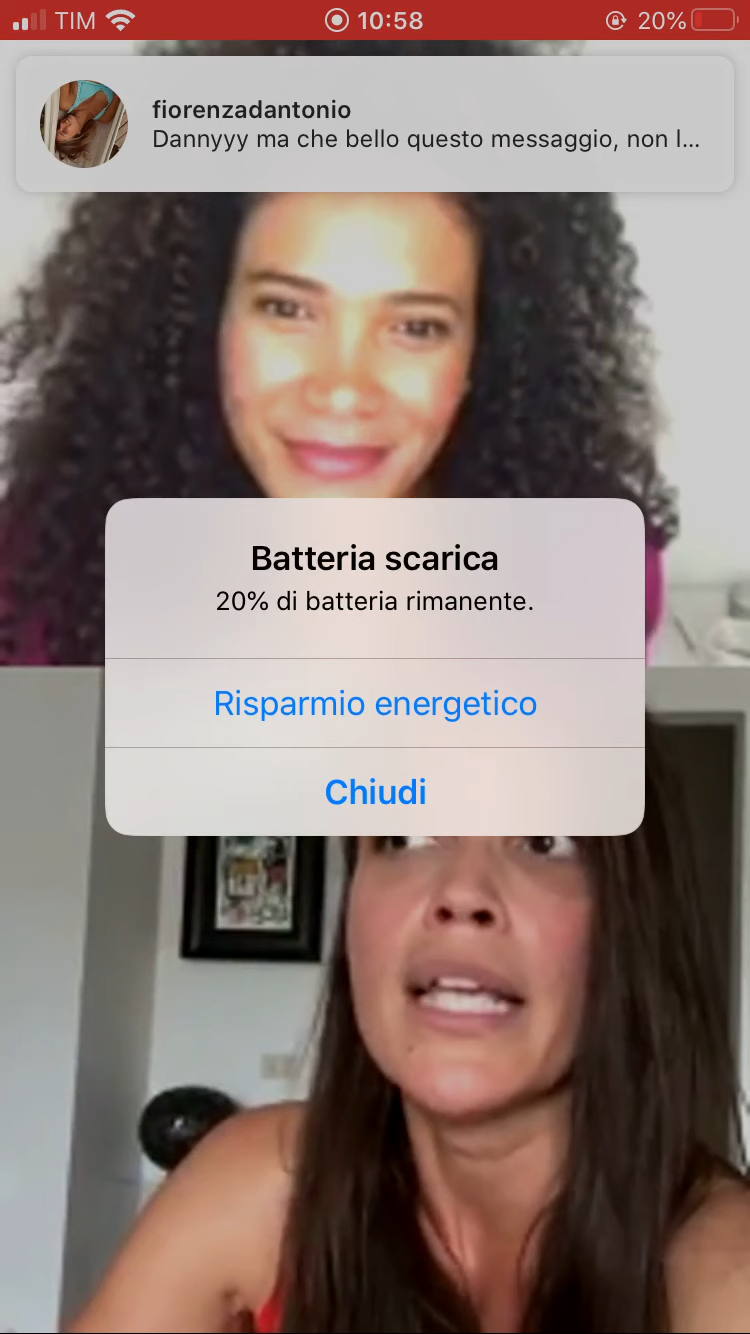 TIM 10:58 20%
fiorenzadantonio
Dannyyy ma che bello questo messaggio, non l...
Batteria scarica
20% di batteria rimanente.
Risparmio energetico
Chiudi